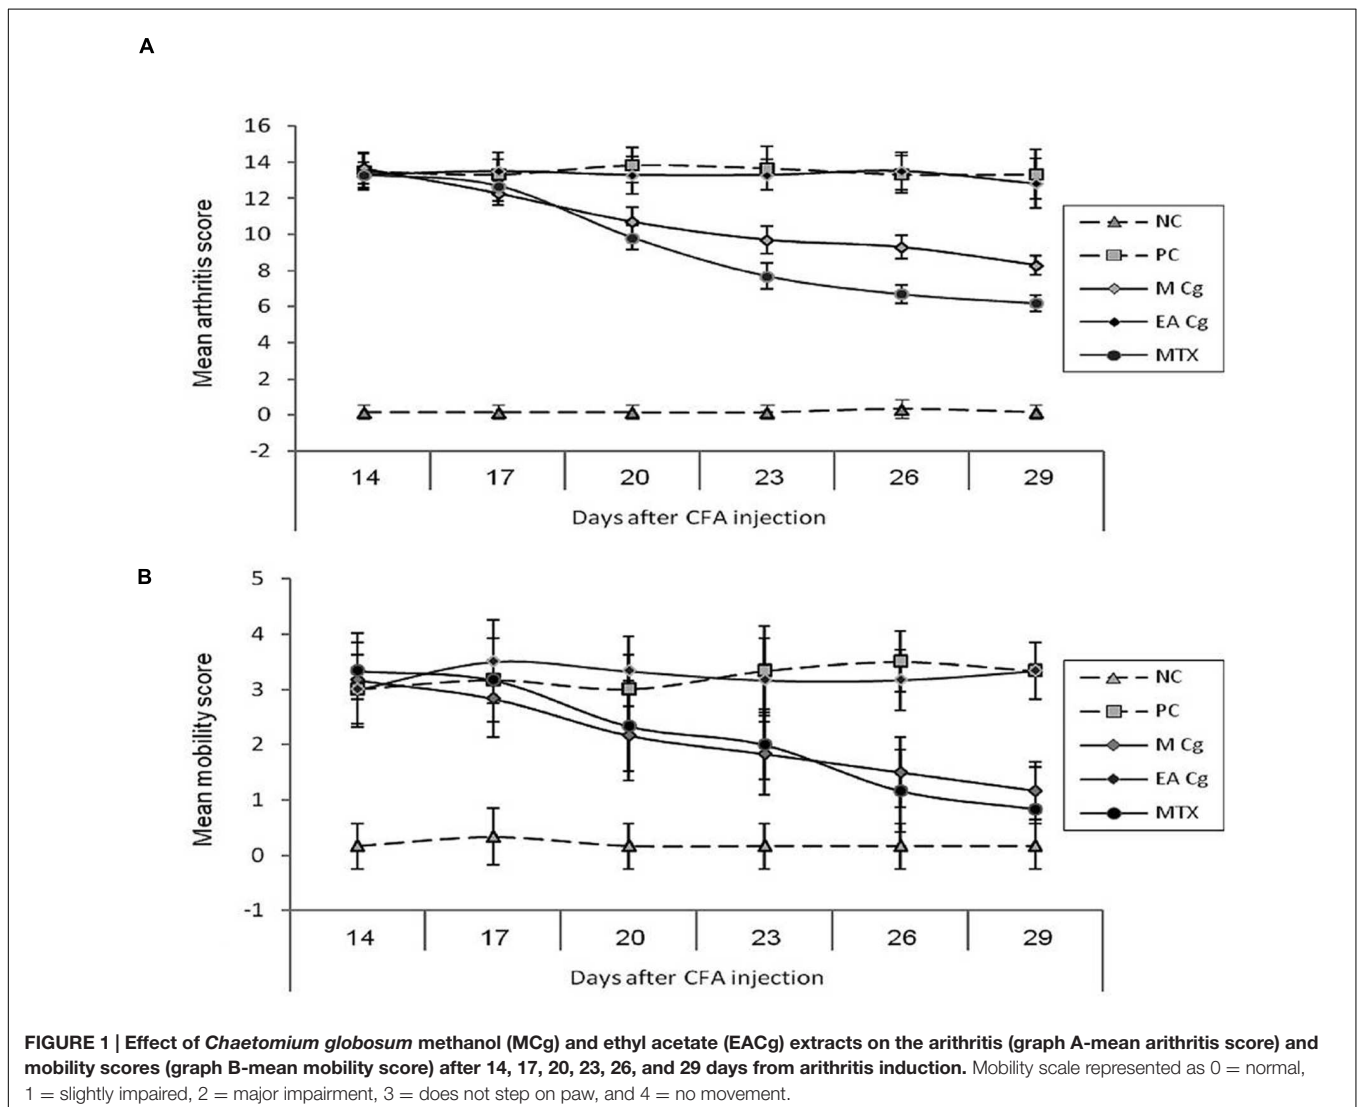 A
Mean arthritis score
16
14
12
10
8
6
4
2
0
-2
14 17 20 23 26 29
Days after CFA injection
NC
PC
M Cg
EA Cg
MTX
B
Mean mobility score
5
4
3
2
1
0
-1
14 17 20 23 26 29
Days after CFA injection
NC
PC
M Cg
EA Cg
MTX
FIGURE 1 | Effect of Chaetomium globosum methanol (MCg) and ethyl acetate (EACg) extracts on the arithritis (graph A-mean arithritis score) and
mobility scores (graph B-mean mobility score) after 14, 17, 20, 23, 26, and 29 days from arithritis induction. Mobility scale represented as 0 = normal,
1 = slightly impaired, 2 = major impairment, 3 = does not step on paw, and 4 = no movement.